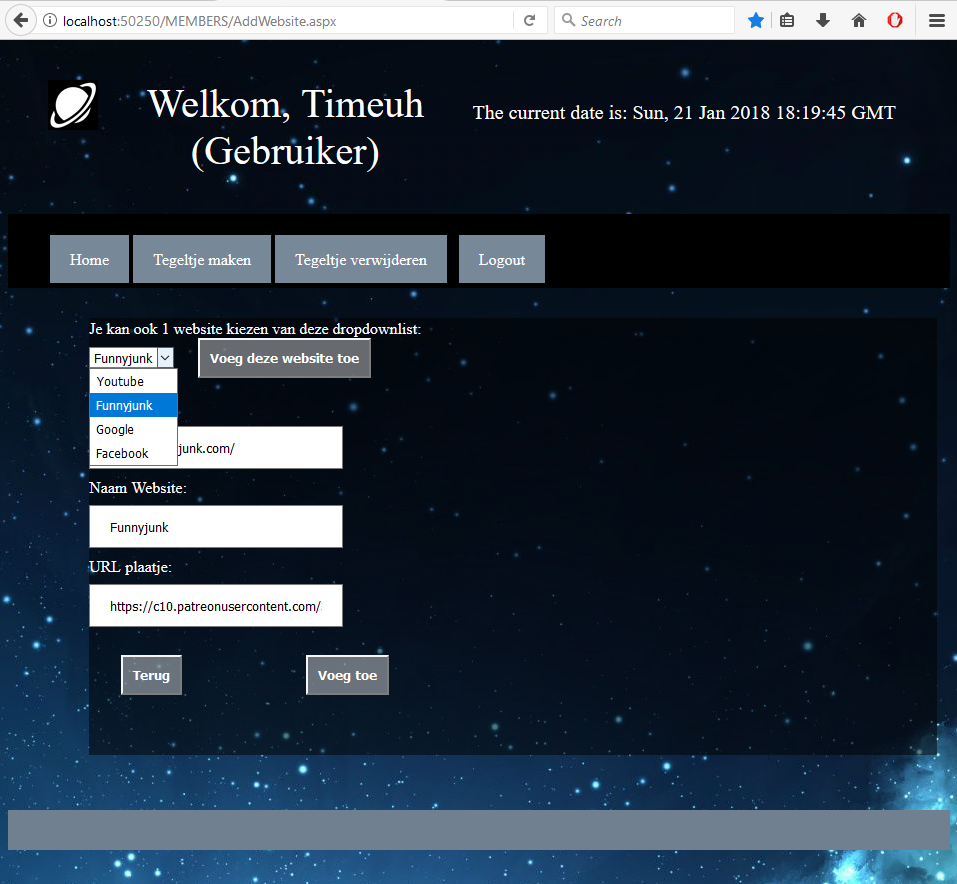 localhost:50250/MEMBERS/AddWebsite.aspx
Search
Welkom, Timeuh
(Gebruiker)
The current date is: Sun, 21 Jan 2018 18:19:45 GMT
Home
Tegeltje maken
Tegeltje verwijderen
Logout
Je kan ook 1 website kiezen van deze dropdownlist:
Funnyjunk
Voeg deze website toe
Youtube
Funnyjunk
Google
Facebook
junk.com/
Naam Website:
Funnyjunk
URL plaatje:
https://c10.patreonusercontent.com/
Terug
Voeg toe